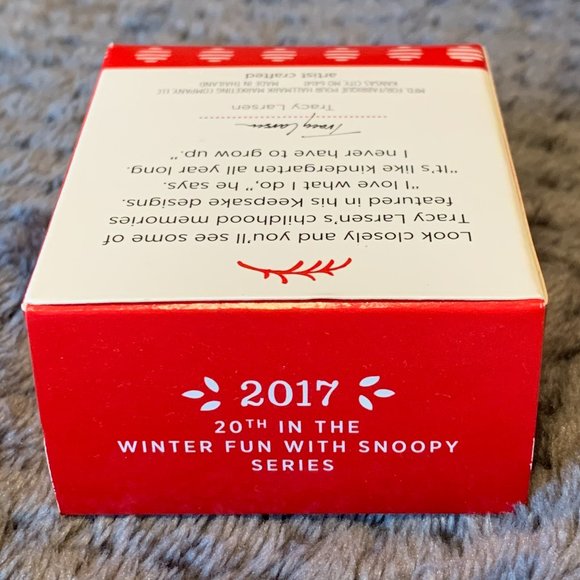 Look closely and you'll see some of
Tracy Larsen's childhood memories
featured in his Keepsake designs.
"I love what I do," he says.
"It's like kindergarten all year long.
I never have to grow up."
Tracy Larsen
Tracy Larsen
artist crafted
MFD. FOR/FABRIQUÉ POUR HALLMARK MARKETING COMPANY, LLC
KANSAS CITY, MO 64141 MADE IN THAILAND
2017
20TH IN THE
WINTER FUN WITH SNOOPY
SERIES